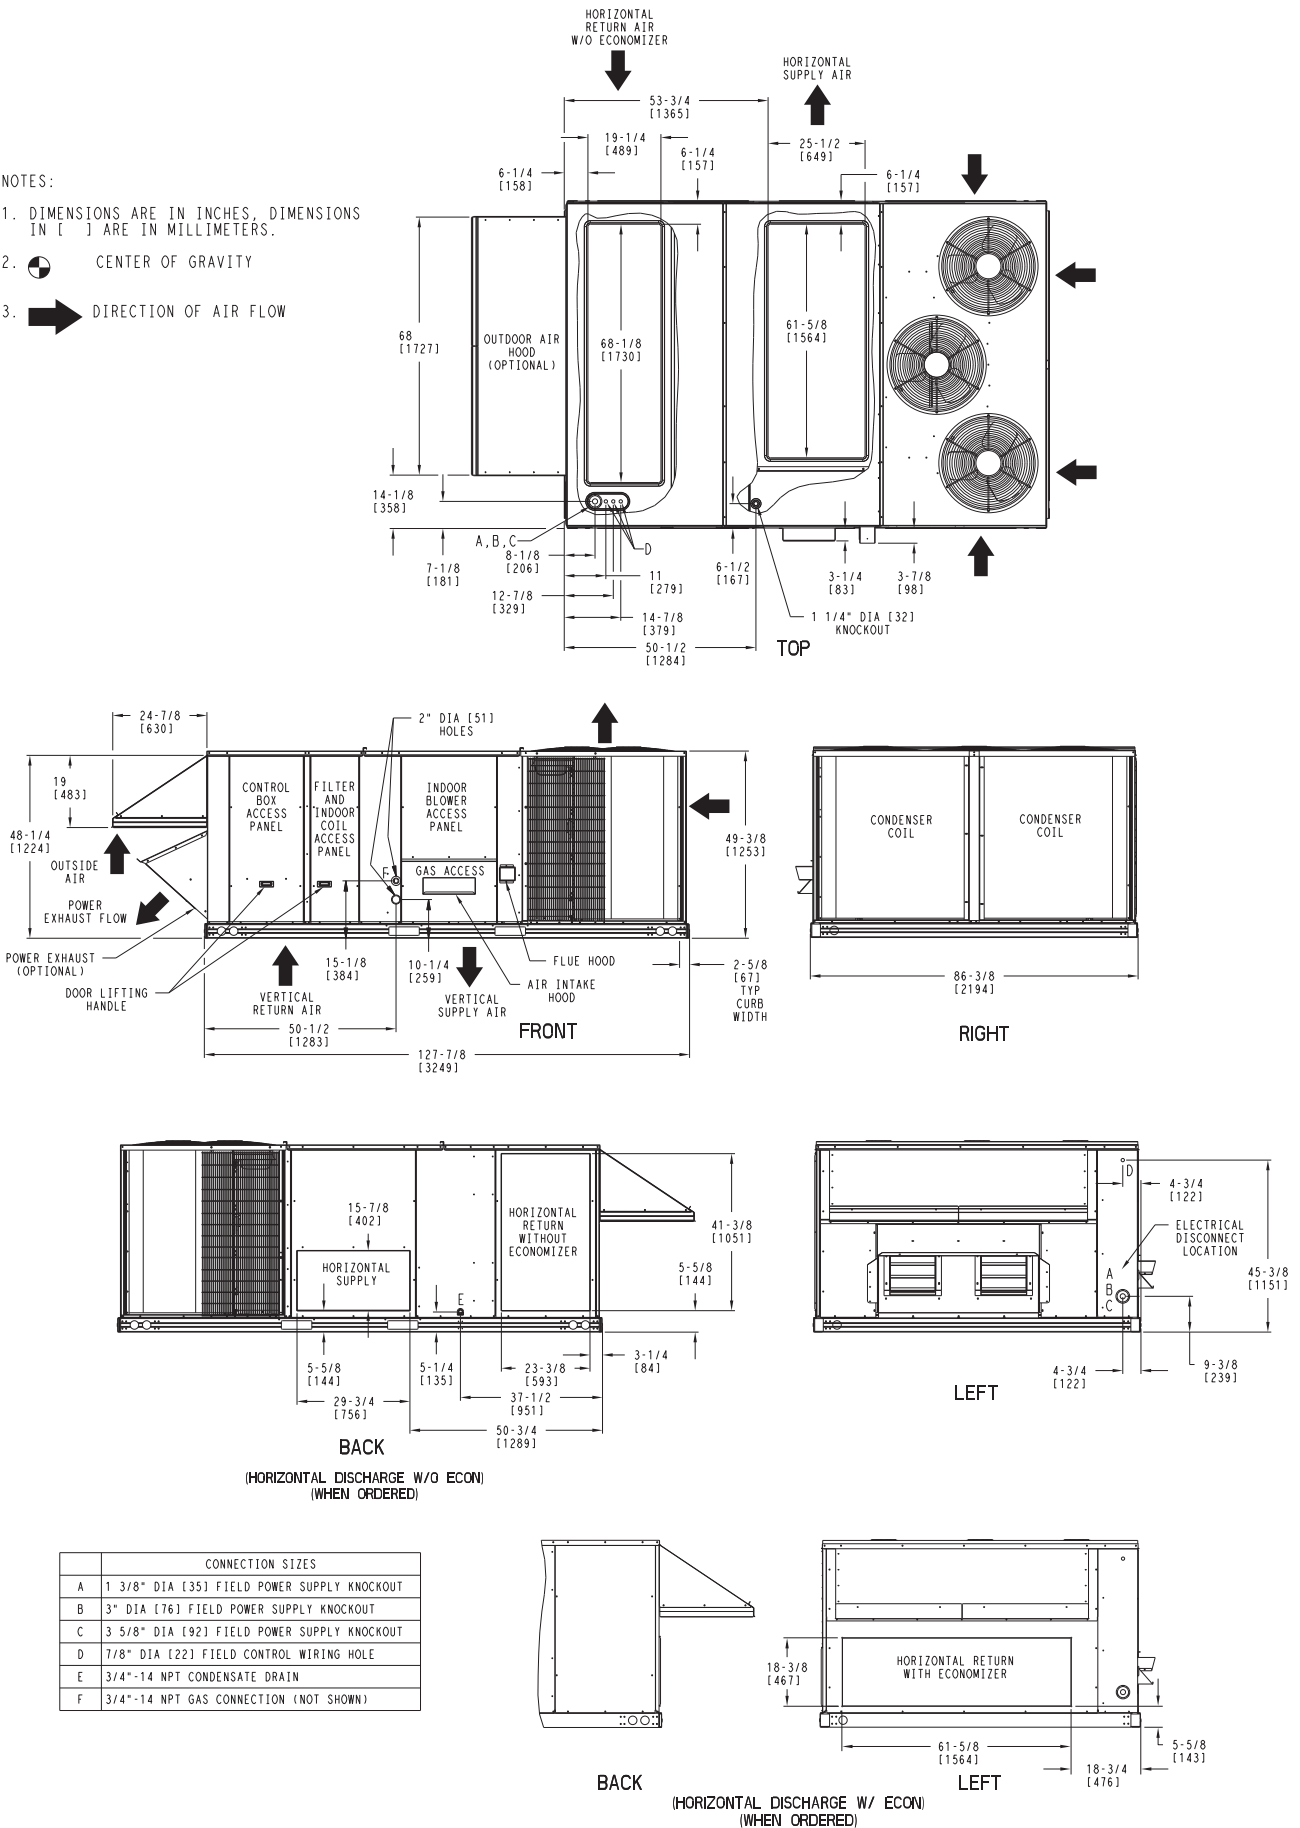 HORIZONTAL
RETURN AIR
W/O ECONOMIZER
HORIZONTAL
SUPPLY AIR
53-3/4
[1365]
19-1/4
[489]
6-1/4
[157]
25-1/2
[649]
6-1/4
[158]
6-1/4
[157]
NOTES:
1. DIMENSIONS ARE IN INCHES, DIMENSIONS
IN [ ] ARE IN MILLIMETERS.
2. CENTER OF GRAVITY
3. DIRECTION OF AIR FLOW
68
[1727]
OUTDOOR AIR
HOOD
(OPTIONAL)
68-1/8
[1730]
61-5/8
[1564]
14-1/8
[358]
A,B,C
D
7-1/8
[181]
8-1/8
[206]
11
[279]
12-7/8
[329]
14-7/8
[379]
50-1/2
[1284]
6-1/2
[167]
3-1/4
[83]
3-7/8
[98]
1 1/4" DIA [32]
KNOCKOUT
TOP
24-7/8
[630]
2" DIA [51]
HOLES
19
[483]
48-1/4
[1224]
CONTROL
BOX
ACCESS
PANEL
FILTER
AND
INDOOR
COIL
ACCESS
PANEL
INDOOR
BLOWER
ACCESS
PANEL
GAS ACCESS
F
49-3/8
[1253]
OUTSIDE
AIR
POWER
EXHAUST FLOW
POWER EXHAUST
(OPTIONAL)
DOOR LIFTING
HANDLE
VERTICAL
RETURN AIR
15-1/8
[384]
10-1/4
[259]
VERTICAL
SUPPLY AIR
FLUE HOOD
AIR INTAKE
HOOD
2-5/8
[67]
TYP
CURB
WIDTH
50-1/2
[1283]
127-7/8
[3249]
FRONT
CONDENSER
COIL
CONDENSER
COIL
86-3/8
[2194]
RIGHT
15-7/8
[402]
HORIZONTAL
SUPPLY
HORIZONTAL
RETURN
WITHOUT
ECONOMIZER
E
41-3/8
[1051]
5-5/8
[144]
5-5/8
[144]
29-3/4
[756]
5-1/4
[135]
23-3/8
[593]
3-1/4
[84]
37-1/2
[951]
50-3/4
[1289]
BACK
(HORIZONTAL DISCHARGE W/O ECON)
(WHEN ORDERED)
D
4-3/4
[122]
ELECTRICAL
DISCONNECT
LOCATION
A
B
C
45-3/8
[1151]
4-3/4
[122]
9-3/8
[239]
LEFT
CONNECTION SIZES
A 1 3/8" DIA [35] FIELD POWER SUPPLY KNOCKOUT
B 3" DIA [76] FIELD POWER SUPPLY KNOCKOUT
C 3 5/8" DIA [92] FIELD POWER SUPPLY KNOCKOUT
D 7/8" DIA [22] FIELD CONTROL WIRING HOLE
E 3/4"-14 NPT CONDENSATE DRAIN
F 3/4"-14 NPT GAS CONNECTION (NOT SHOWN)
HORIZONTAL RETURN
WITH ECONOMIZER
18-3/8
[467]
61-5/8
[1564]
5-5/8
[143]
18-3/4
[476]
BACK
LEFT
(HORIZONTAL DISCHARGE W/ ECON)
(WHEN ORDERED)